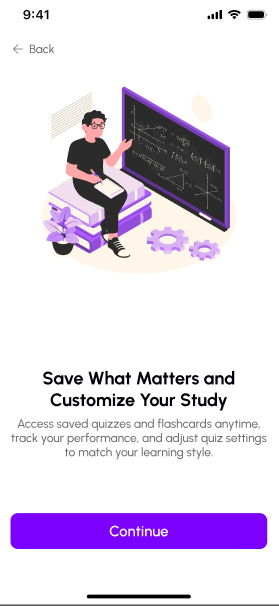 9:41
Back
Save What Matters and
Customize Your Study
Access saved quizzes and flashcards anytime,
track your performance, and adjust quiz settings
to match your learning style.
Continue